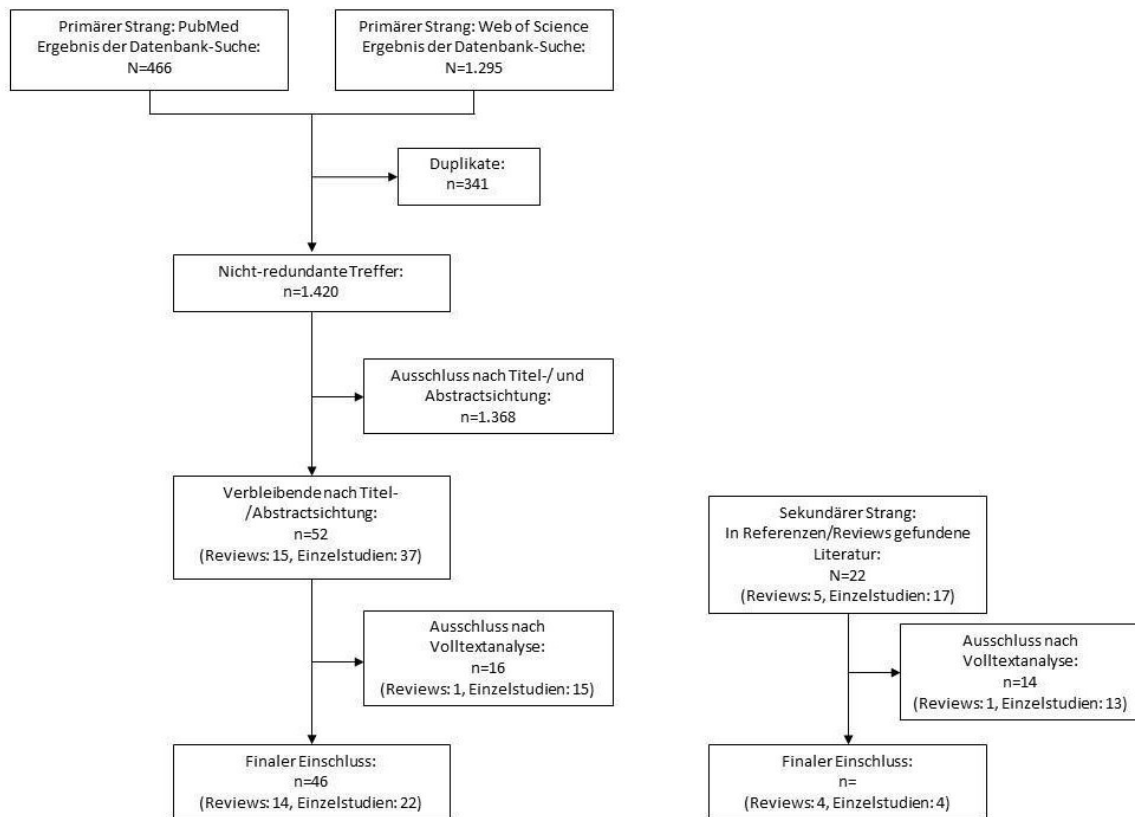 Primärer Strang: PubMed
Ergebnis der Datenbank-Suche:
N=466
Primärer Strang: Web of Science
Ergebnis der Datenbank-Suche:
N=1.295
Duplikate:
n=341
Nicht-redundante Treffer:
n=1.420
Ausschluss nach Titel-/ und
Abstractsichtung:
n=1.368
Verbleibende nach Titel-
/Abstractsichtung:
n=52
(Reviews: 15, Einzelstudien: 37)
Ausschluss nach
Volltextanalyse:
n=16
(Reviews: 1, Einzelstudien: 15)
Finaler Einschluss:
n=46
(Reviews: 14, Einzelstudien: 22)
Sekundärer Strang:
In Referenzen/Reviews gefundene
Literatur:
N=22
(Reviews: 5, Einzelstudien: 17)
Ausschluss nach
Volltextanalyse:
n=14
(Reviews: 1, Einzelstudien: 13)
Finaler Einschluss:
n=
(Reviews: 4, Einzelstudien: 4)